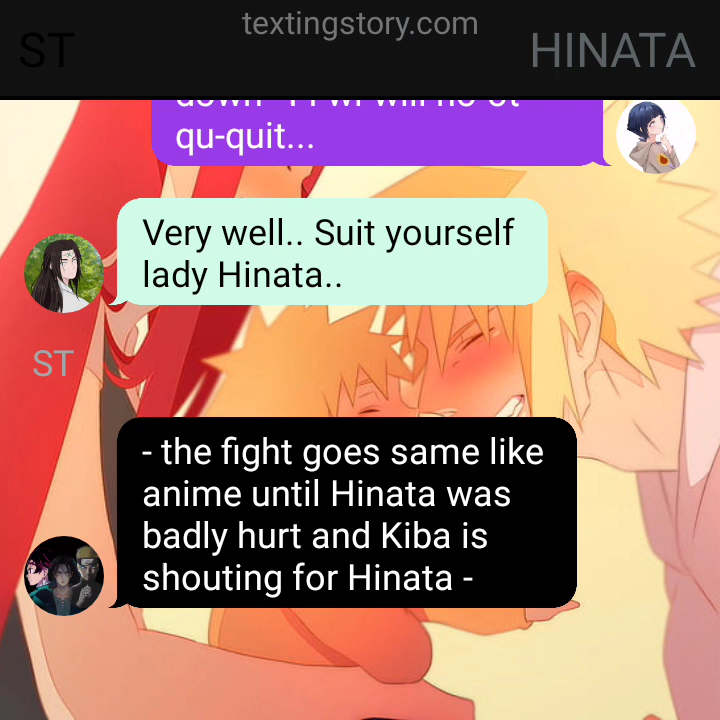 textingstory.com
ST
HINATA
qu-quit...
Very well.. Suit yourself
lady Hinata..
ST
- the fight goes same like
anime until Hinata was
badly hurt and Kiba is
shouting for Hinata -